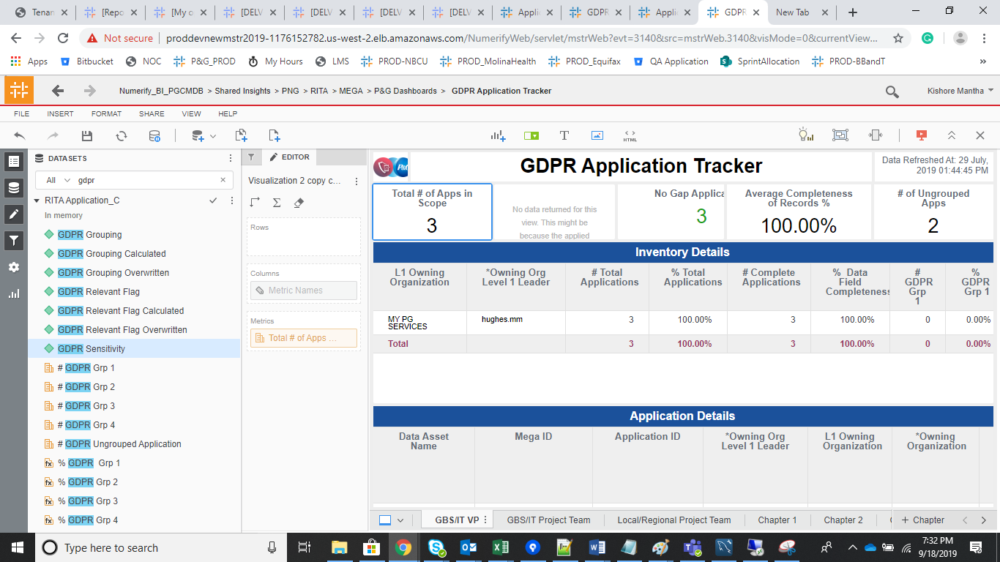 Tenan
[Repo
[My o
[DELV
[DELV
[DELV
[DELV
Appli
GDPR
Appli
GDPR
New Tab
Not secure
proddevnewmstr2019-1176152782.us-west-2.elb.amazonaws.com/NumerifyWeb/servlet/mstrWeb?evt=3140&src=mstrWeb.3140&visMode=0&currentView...
Apps
Bitbucket
NOC
P&G_PROD
My Hours
LMS
PROD-NBCU
PROD_MolinaHealth
PROD_Equifax
QA Application
SprintAllocation
PROD-BBandT
Numerify_BI_PGCMDB > Shared Insights > PNG > RITA > MEGA > P&G Dashboards > GDPR Application Tracker
Kishore Mantha
FILE
INSERT
FORMAT
SHARE
VIEW
HELP
HTML
DATASETS
All
gdpr
RITA Application_C
In memory
GDPR Grouping
GDPR Grouping Calculated
GDPR Grouping Overwritten
GDPR Relevant Flag
GDPR Relevant Flag Calculated
GDPR Relevant Flag Overwritten
GDPR Sensitivity
# GDPR Grp 1
# GDPR Grp 2
# GDPR Grp 3
# GDPR Grp 4
# GDPR Ungrouped Application
fx % GDPR Grp 1
fx % GDPR Grp 2
fx % GDPR Grp 3
fx % GDPR Grp 4
EDITOR
Visualization 2 copy c...
Rows
Columns
Metric Names
Metrics
Total # of Apps ...
P&G
GDPR Application Tracker
Data Refreshed At: 29 July,
2019 01:44:45 PM
Total # of Apps in
Scope
3
No data returned for this
view. This might be
because the applied
No Gap Applica
3
Average Completeness
of Records %
100.00%
# of Ungrouped
Apps
2
Inventory Details
L1 Owning
Organization
*Owning Org
Level 1 Leader
# Total
Applications
% Total
Applications
# Complete
Applications
% Data
Field
Completeness
#
GDPR
Grp
1
%
GDPR
Grp 1
MY PG
SERVICES
hughes.mm
3
100.00%
3
100.00%
0
0.00%
Total
3
100.00%
3
100.00%
0
0.00%
Application Details
Data Asset
Name
Mega ID
Application ID
*Owning Org
Level 1 Leader
L1 Owning
Organization
*Owning
Organization
GBS/IT VP
GBS/IT Project Team
Local/Regional Project Team
Chapter 1
Chapter 2
+ Chapter
Type here to search
7:32 PM
9/18/2019